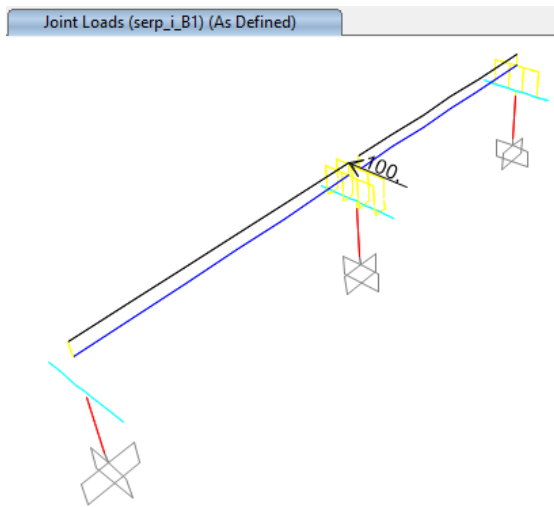 Joint Loads (serp_i_B1) (As Defined)
100.